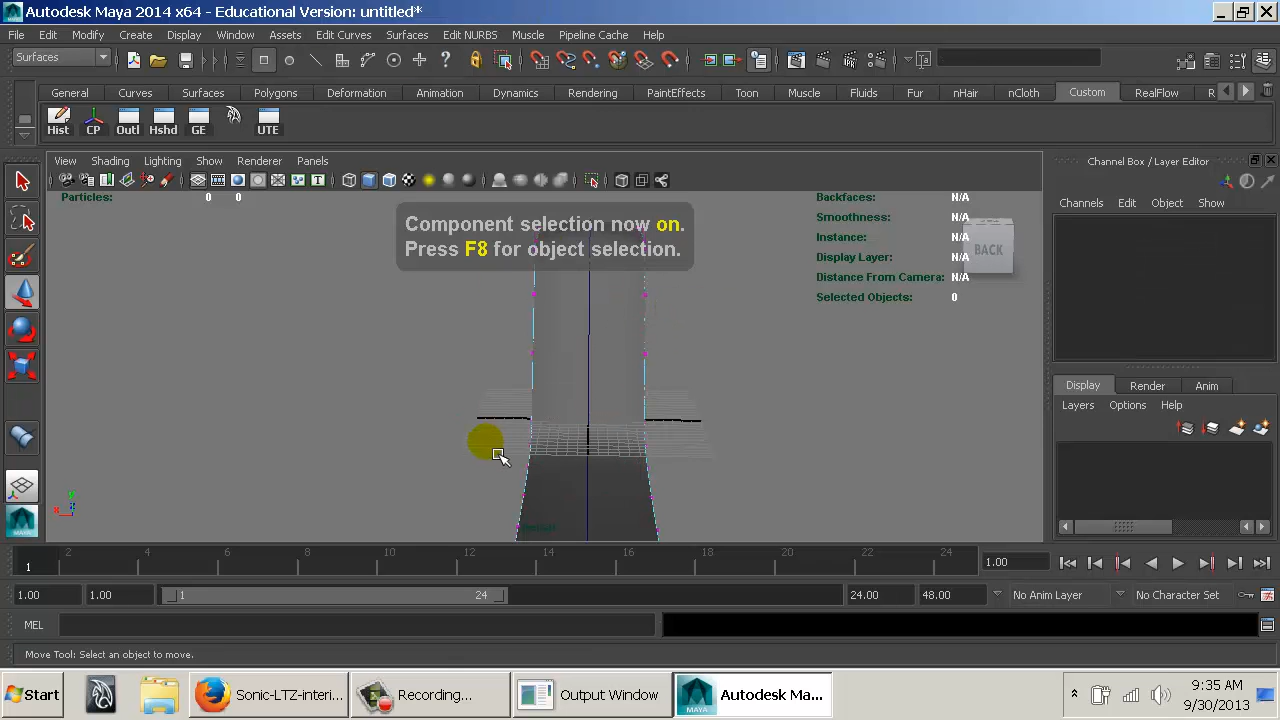 Autodesk Maya 2014 x64 - Educational Version: untitled*
File Edit Modify Create Display Window Assets Edit Curves Surfaces Edit NURBS Muscle Pipeline Cache Help
Surfaces
General Curves Surfaces Polygons Deformation Animation Dynamics Rendering PaintEffects Toon Muscle Fluids Fur nHair nCloth Custom RealFlow R
Hist CP Outl Hshd GE UTE
View Shading Lighting Show Renderer Panels
Channel Box / Layer Editor
Particles: 0 0
Backfaces: N/A
Smoothness: N/A
Instance: N/A
Display Layer: N/A
Distance From Camera: N/A
Selected Objects: 0
Component selection now on.
Press F8 for object selection.
BACK
Channels Edit Object Show
Display Render Anim
Layers Options Help
y
x
2 4 6 8 10 12 14 16 18 20 22 24
1
1.00
1.00 1.00 1 24 24.00 48.00 No Anim Layer No Character Set
MEL
Move Tool: Select an object to move.
Start Sonic-LTZ-interi... Recording... Output Window Autodesk Ma...
MAYA
9:35 AM
9/30/2013